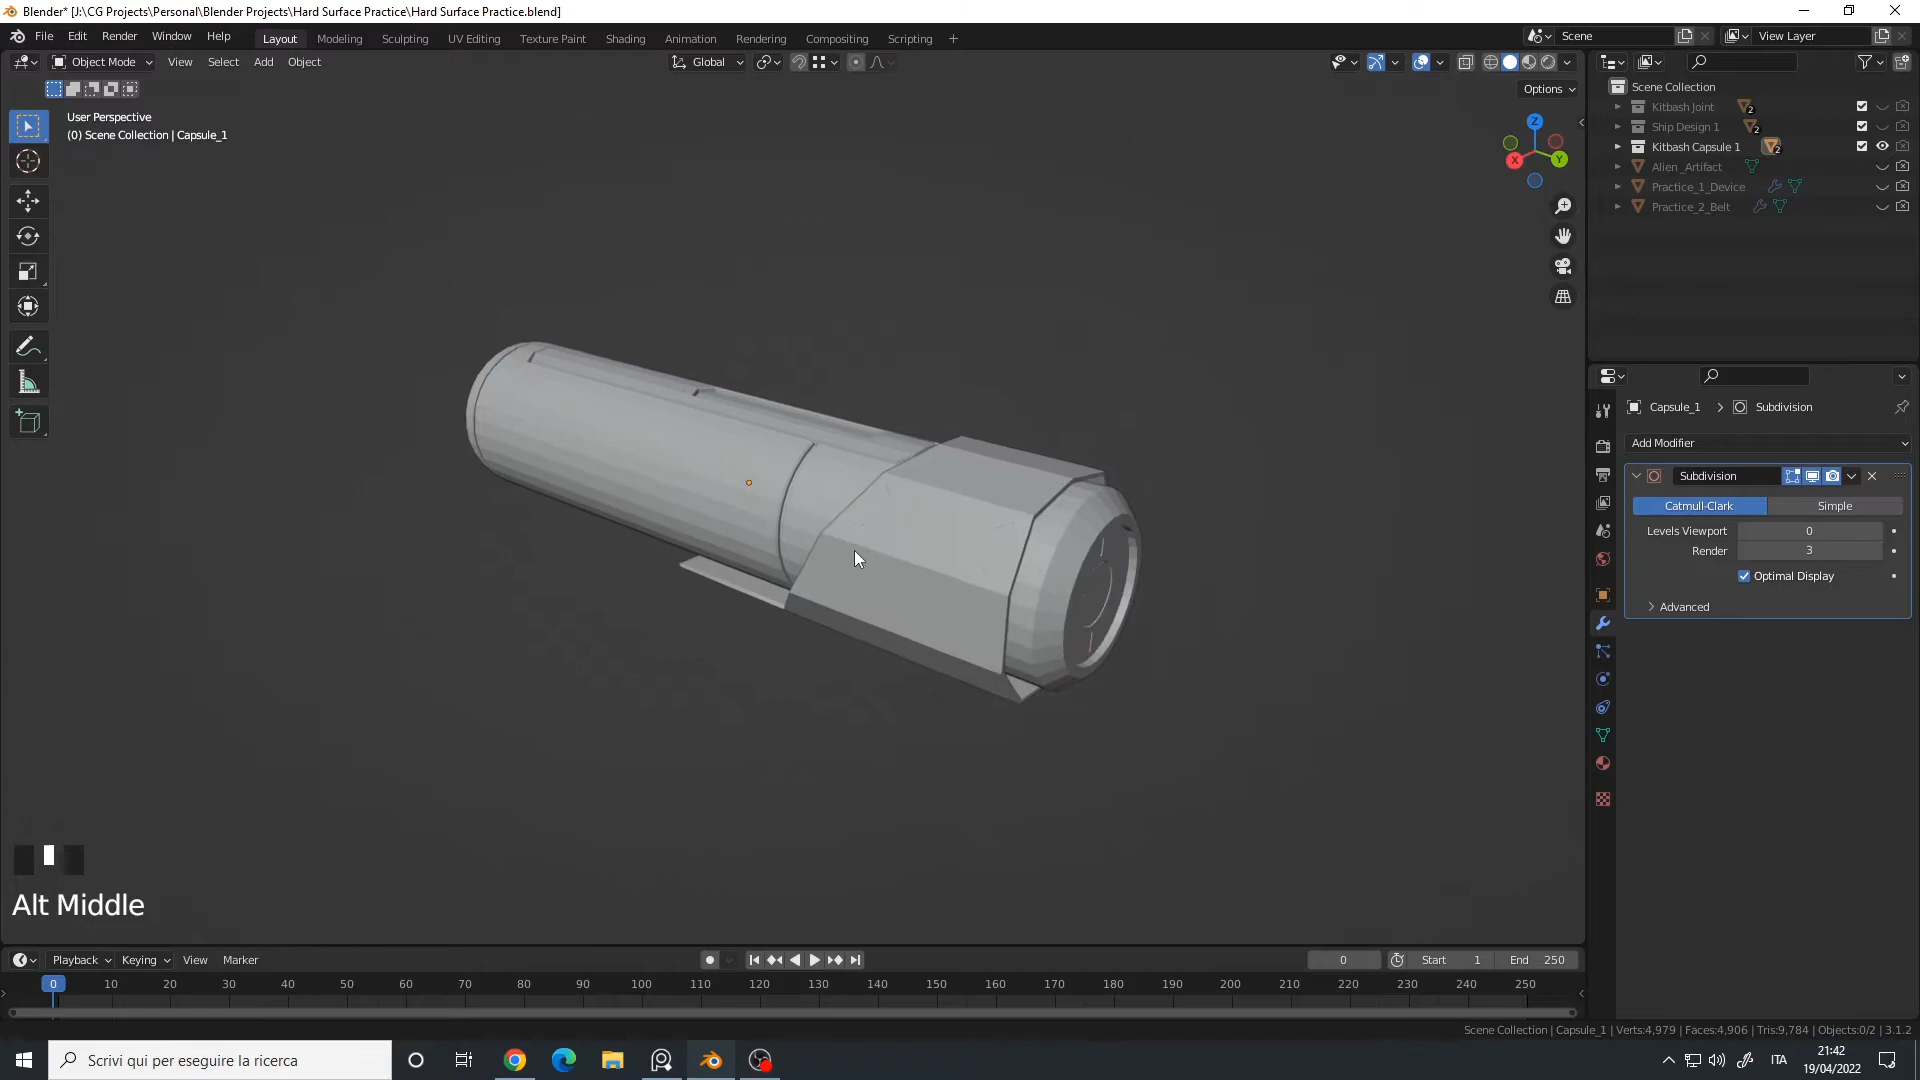 Blender* [J:\CG Projects\Personal\Blender Projects\Hard Surface Practice\Hard Surface Practice.blend]
File Edit Render Window Help Layout Modeling Sculpting UV Editing Texture Paint Shading Animation Rendering Compositing Scripting + Scene View Layer
Object Mode View Select Add Object Global
Options
User Perspective
(0) Scene Collection | Capsule_1
Z
X Y
Scene Collection
Kitbash Joint 2
Ship Design 1 2
Kitbash Capsule 1 2
Alien_Artifact
Practice_1_Device
Practice_2_Belt
Capsule_1 > Subdivision
Add Modifier
Subdivision
Catmull-Clark Simple
Levels Viewport 0
Render 3
Optimal Display
Advanced
Alt Middle
Playback Keying View Marker 0 Start 1 End 250
0 10 20 30 40 50 60 70 80 90 100 110 120 130 140 150 160 170 180 190 200 210 220 230 240 250
Scene Collection | Capsule_1 | Verts:4,979 | Faces:4,906 | Tris:9,784 | Objects:0/2 | 3.1.2
Scrivi qui per eseguire la ricerca
ITA
21:42
19/04/2022